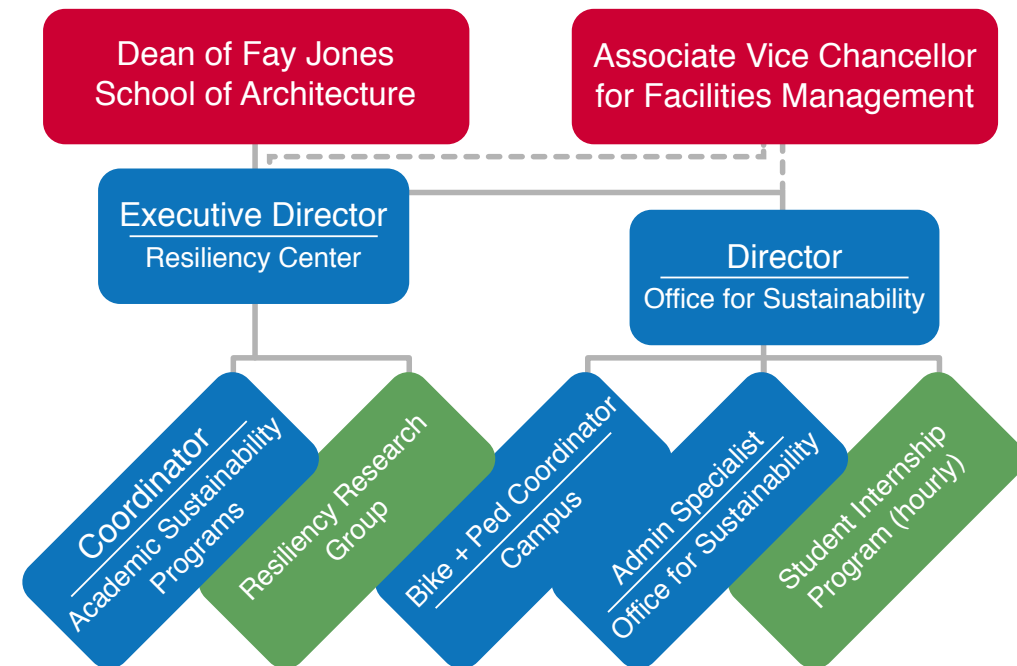 Dean of Fay Jones
School of Architecture
Associate Vice Chancellor
for Facilities Management
Executive Director
Resiliency Center
Director
Office for Sustainability
Coordinator
Academic Sustainability
Programs
Resiliency Research
Group
Bike + Ped Coordinator
Campus
Admin Specialist
Office for Sustainability
Student Internship
Program (hourly)